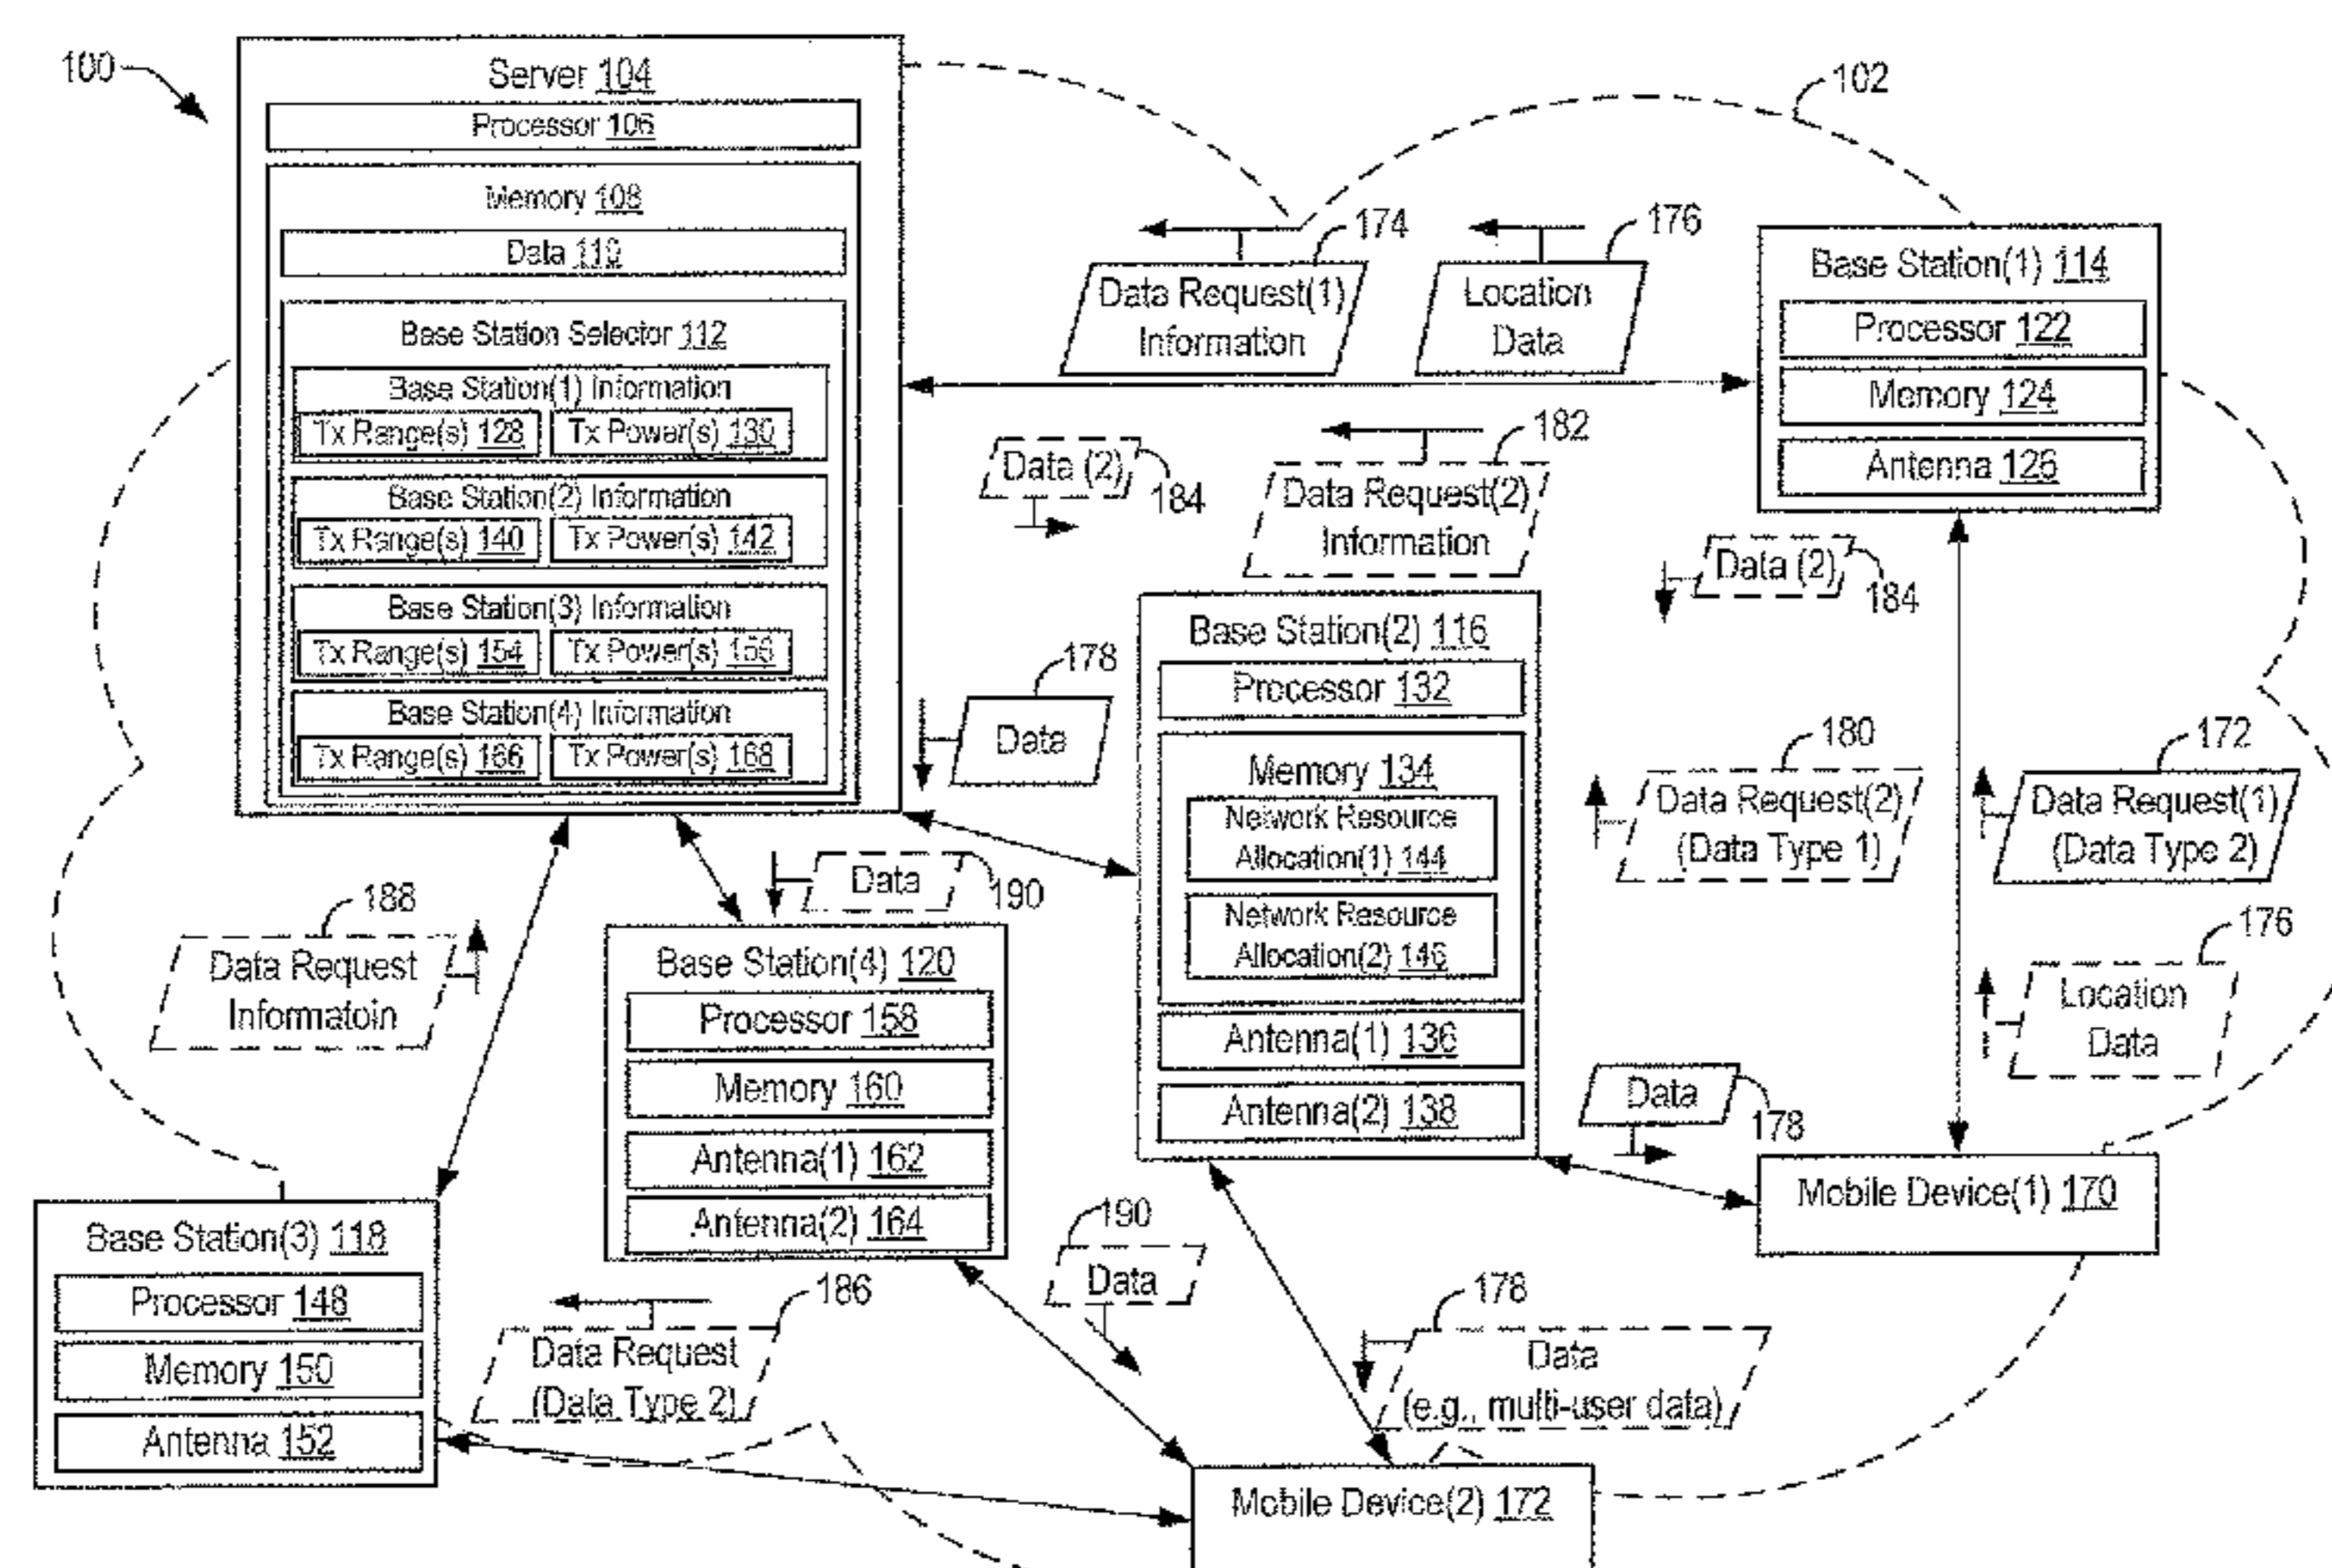 100
Server 104
Processor 106
Memory 108
Data 110
Base Station Selector 112
Base Station(1) Information
Tx Range(s) 128
Tx Power(s) 130
Base Station(2) Information
Tx Range(s) 140
Tx Power(s) 142
Base Station(3) Information
Tx Range(s) 154
Tx Power(s) 156
Base Station(4) Information
Tx Range(s) 166
Tx Power(s) 168
102
174
Data Request(1)
Information
176
Location
Data
Base Station(1) 114
Processor 122
Memory 124
Antenna 126
Data (2)
184
182
Data Request(2)
Information
Data (2)
184
178
Data
Base Station(2) 116
Processor 132
Memory 134
Network Resource
Allocation(1) 144
Network Resource
Allocation(2) 146
Antenna(1) 136
Antenna(2) 138
180
Data Request(2)
(Data Type 1)
172
Data Request(1)
(Data Type 2)
176
Location
Data
188
Data Request
Informatoin
Data
190
Base Station(4) 120
Processor 158
Memory 160
Antenna(1) 162
Antenna(2) 164
Data
178
Mobile Device(1) 170
Base Station(3) 118
Processor 148
Memory 150
Antenna 152
186
Data Request
(Data Type 2)
190
Data
178
Data
(e.g., multi-user data)
Mobile Device(2) 172